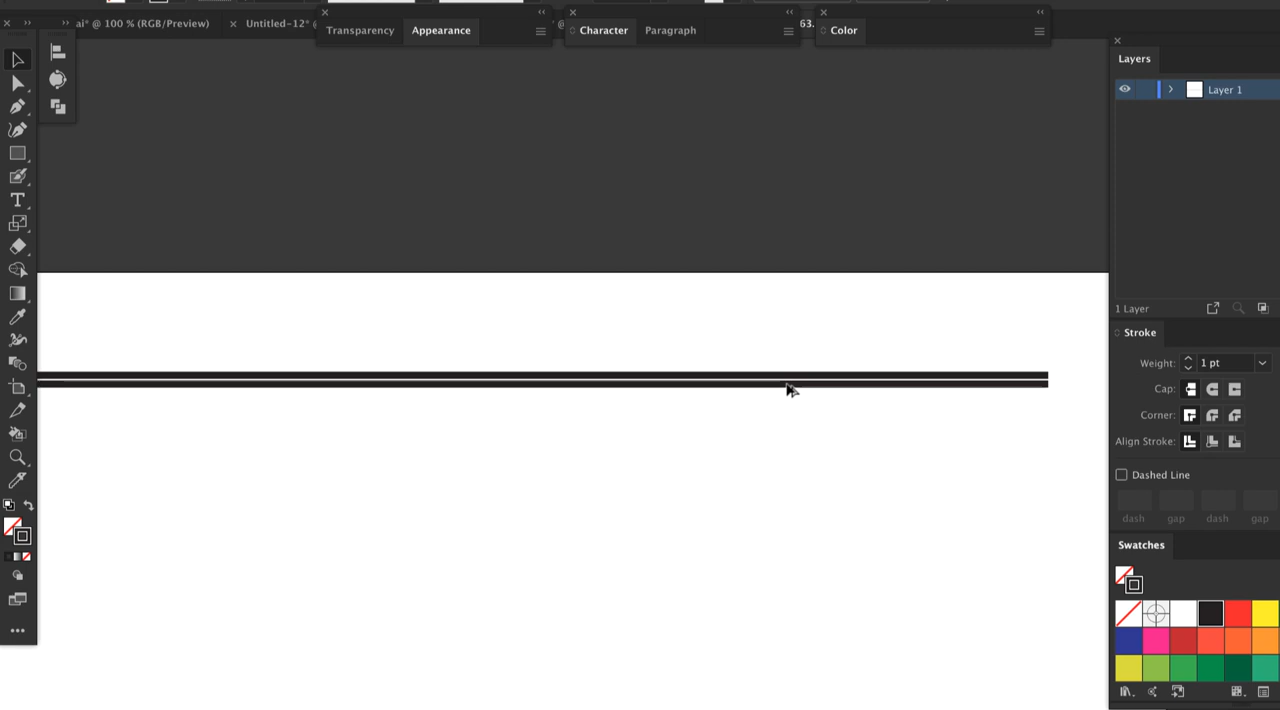 ai* @ 100 % (RGB/Preview)
Untitled-12* @
@
63.
Transparency
Appearance
Character
Paragraph
Color
Layers
Layer 1
T
1 Layer
Stroke
Weight:
1 pt
Cap:
Corner:
Align Stroke:
Dashed Line
dash gap dash gap
Swatches